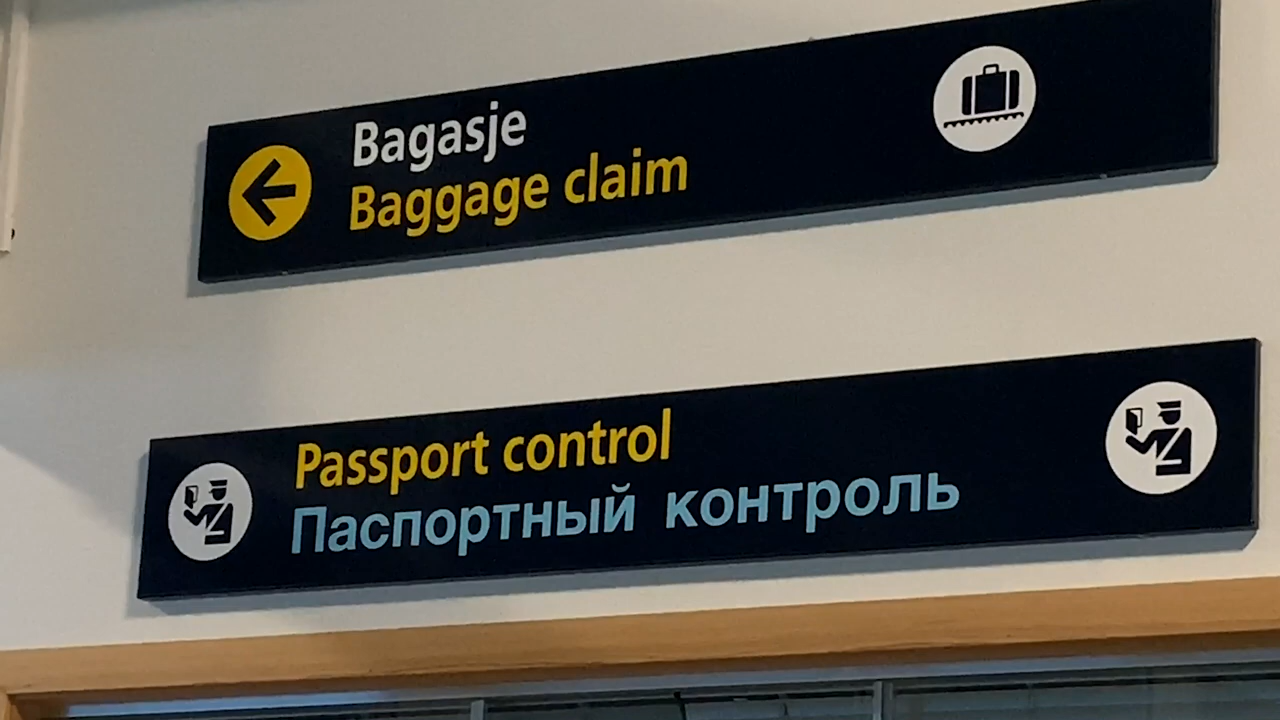 Bagasje
Baggage claim
Passport control
Паспортный контроль